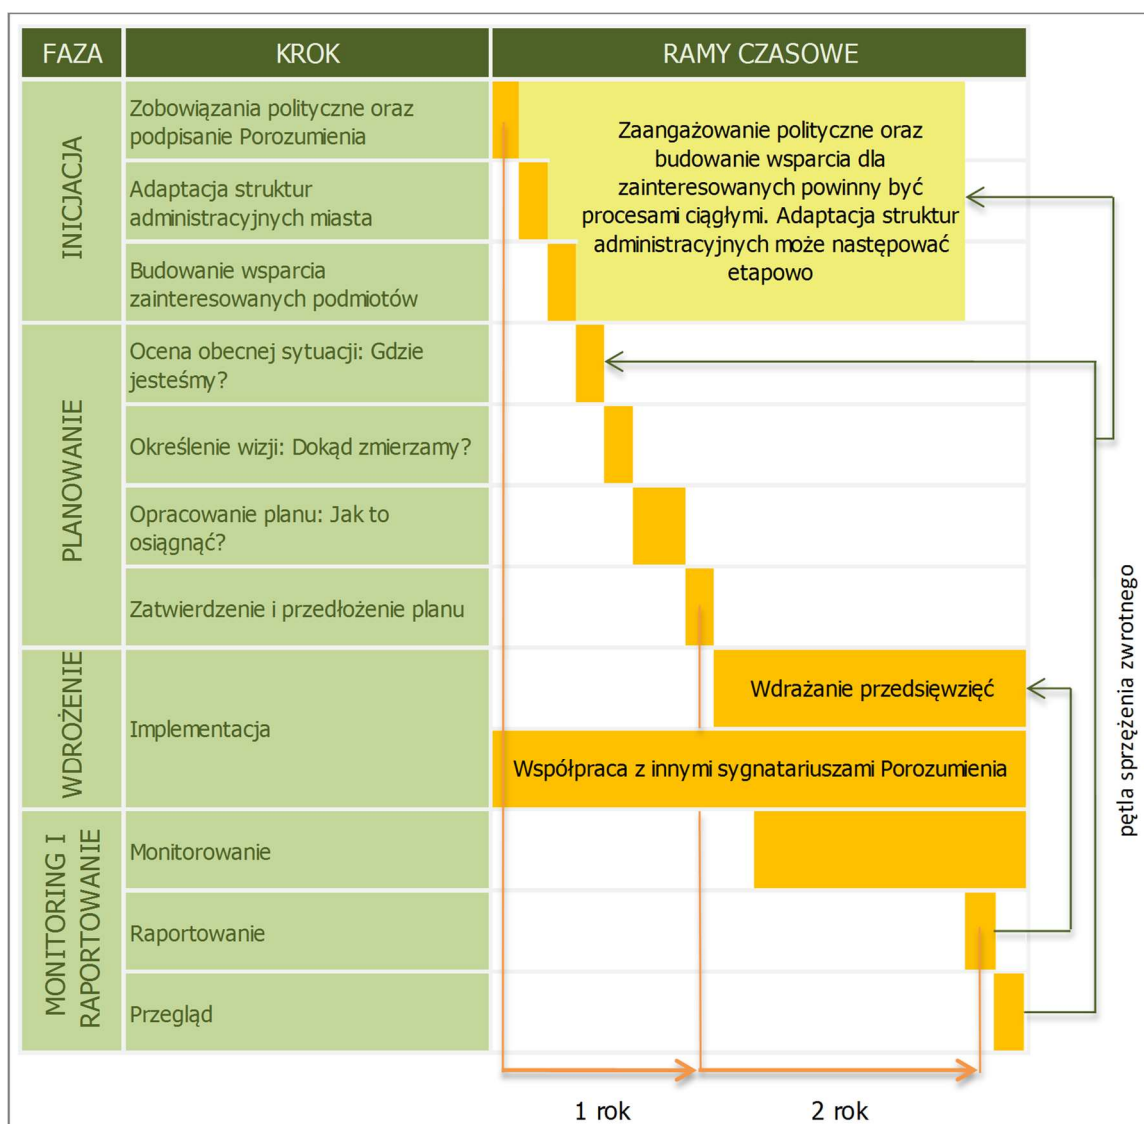 FAZA
KROK
RAMY CZASOWE
INICJACJA
Zobowiązania polityczne oraz
podpisanie Porozumienia
Adaptacja struktur
administracyjnych miasta
Budowanie wsparcia
zainteresowanych podmiotów
Zaangażowanie polityczne oraz
budowanie wsparcia dla
zainteresowanych powinny być
procesami ciągłymi. Adaptacja struktur
administracyjnych może następować
etapowo
PLANOWANIE
Ocena obecnej sytuacji: Gdzie
jesteśmy?
Określenie wizji: Dokąd zmierzamy?
Opracowanie planu: Jak to
osiągnąć?
Zatwierdzenie i przedłożenie planu
WDROŻENIE
Implementacja
Wdrażanie przedsięwzięć
Współpraca z innymi sygnatariuszami Porozumienia
MONITORING I
RAPORTOWANIE
Monitorowanie
Raportowanie
Przegląd
pętla sprzężenia zwrotnego
1 rok
2 rok